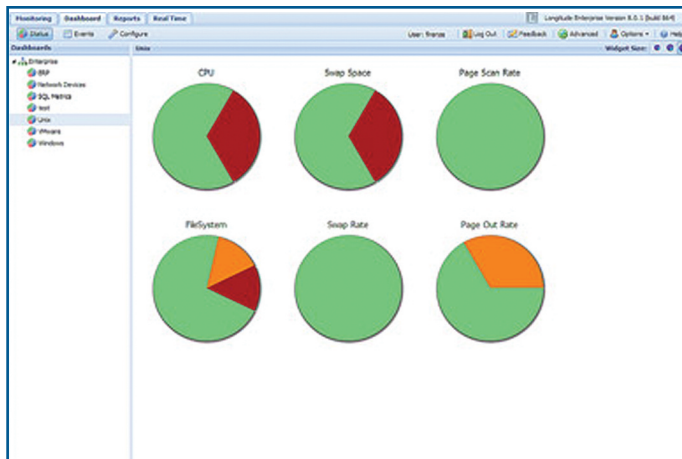 Monitoring Dashboard Reports Real Time Longitude Enterprise Version 8.0.1 (build 864)
Status Events Configure User: finanza Log Out Feedback Advanced Options Help
Dashboards Unix Widget Size:
Enterprise
ERP
Network Devices
SQL Metrics
test
Unix
VMware
Windows
CPU Swap Space Page Scan Rate
FileSystem Swap Rate Page Out Rate